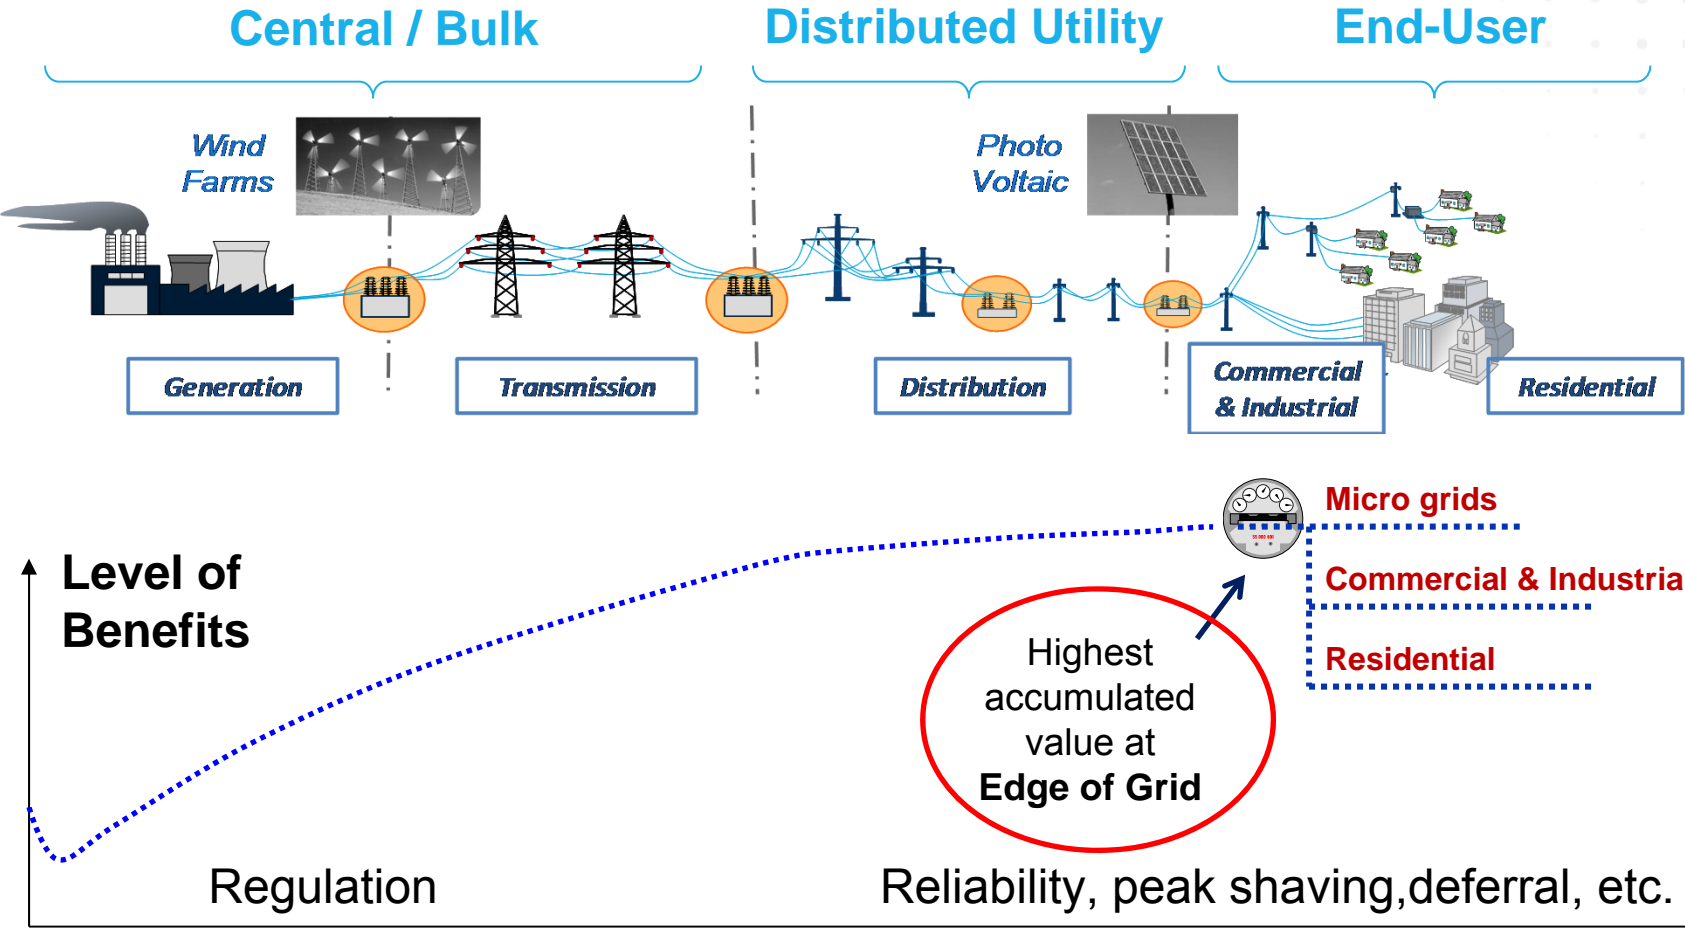 Central / Bulk
Distributed Utility
End-User
Wind
Farms
Photo
Voltaic
Generation
Transmission
Distribution
Commercial
& Industrial
Residential
Micro grids
Level of
Benefits
Commercial & Industria
Residential
Highest
accumulated
value at
Edge of Grid
Regulation
Reliability, peak shaving,deferral, etc.